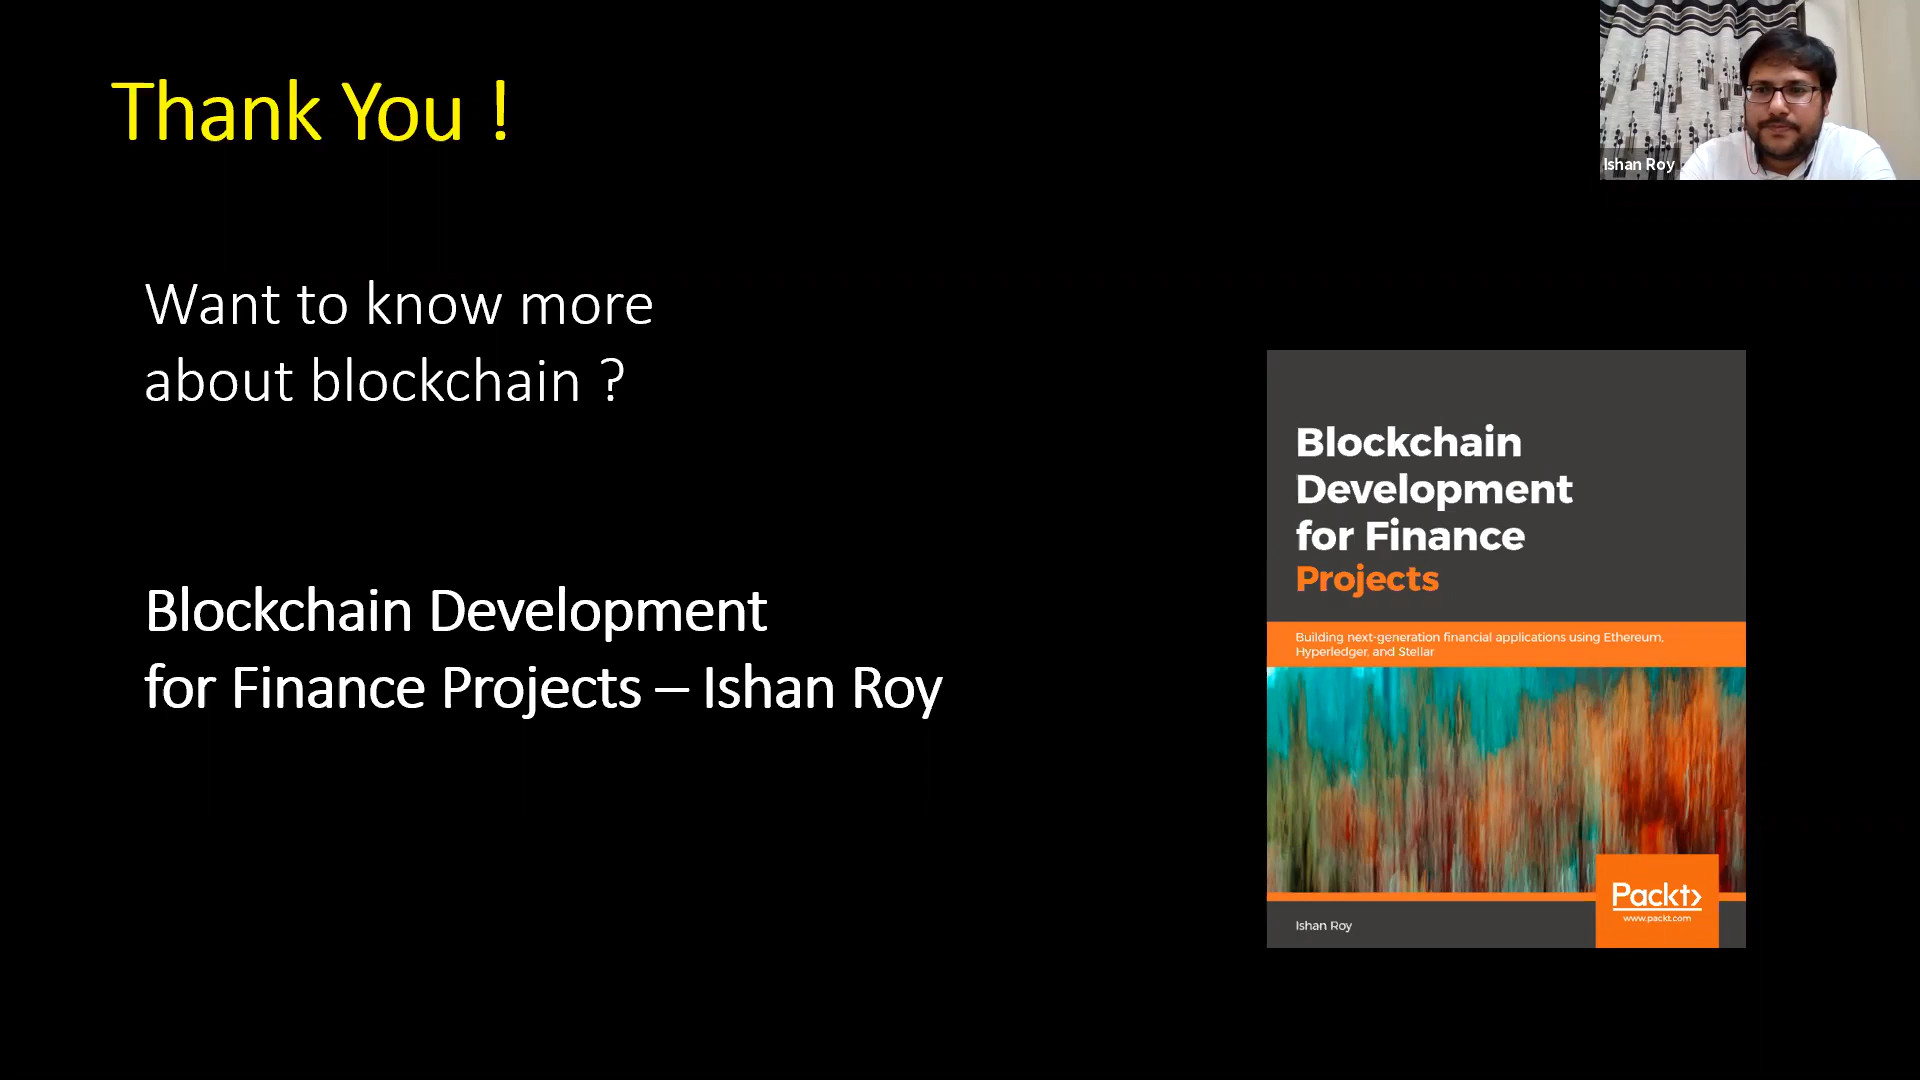 Thank You !
Ishan Roy
Want to know more
about blockchain ?
Blockchain Development
for Finance Projects – Ishan Roy
Blockchain
Development
for Finance
Projects
Building next-generation financial applications using Ethereum,
Hyperledger, and Stellar
Packt>
www.packt.com
Ishan Roy